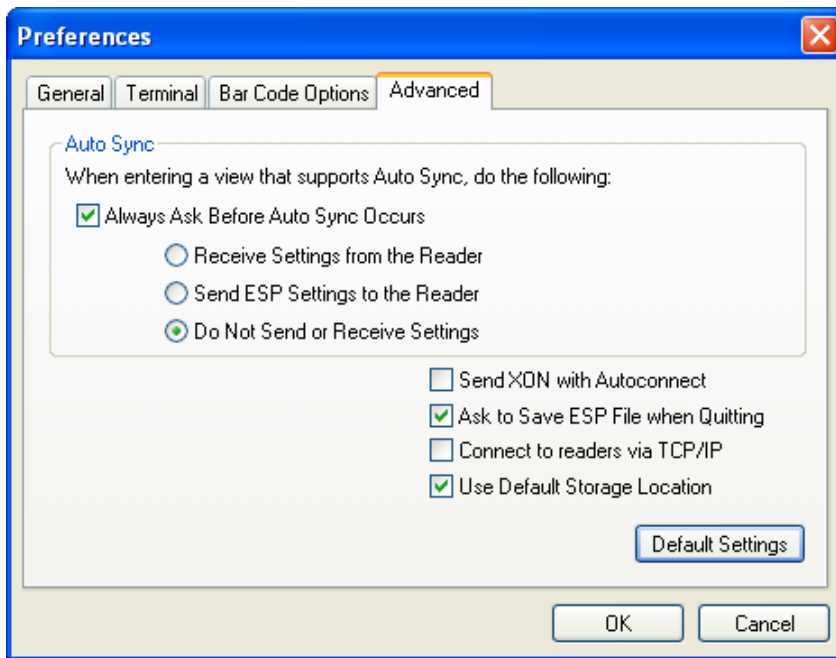 Preferences
General Terminal Bar Code Options Advanced
Auto Sync
When entering a view that supports Auto Sync, do the following:
Always Ask Before Auto Sync Occurs
Receive Settings from the Reader
Send ESP Settings to the Reader
Do Not Send or Receive Settings
Send XON with Autoconnect
Ask to Save ESP File when Quitting
Connect to readers via TCP/IP
Use Default Storage Location
Default Settings
OK Cancel